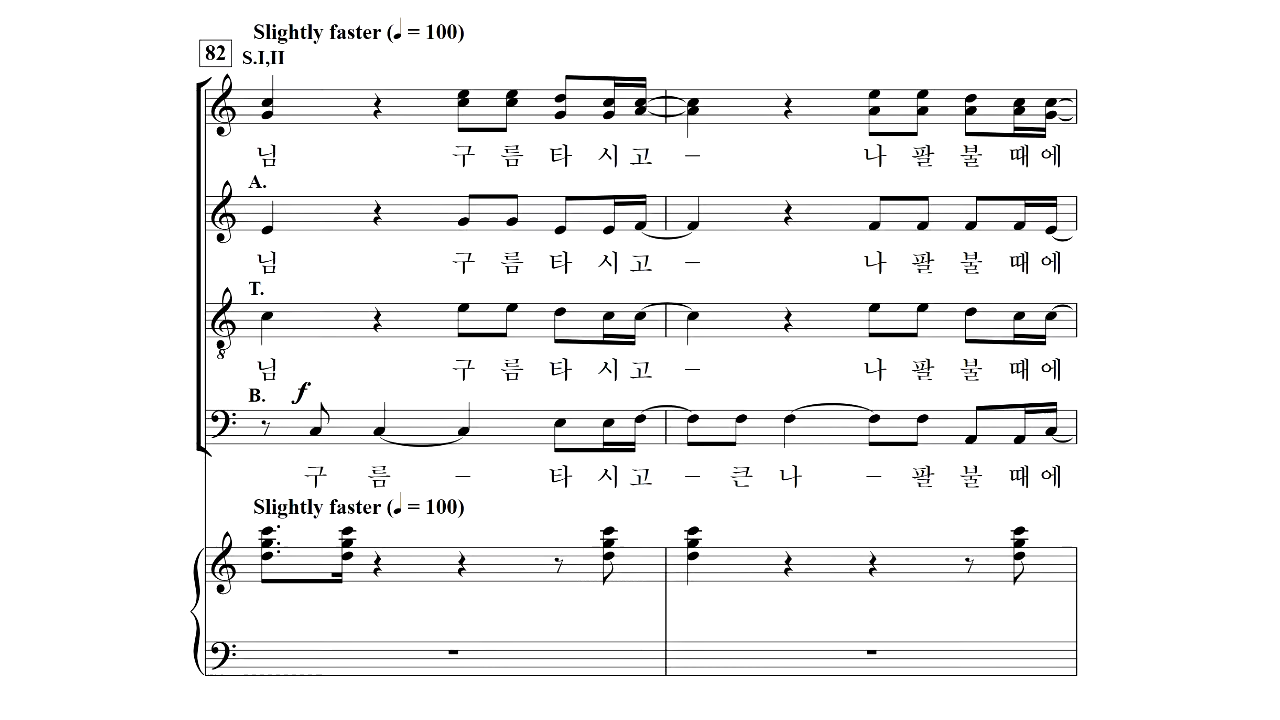 Slightly faster (♩ = 100)
82 S.I,II
님 구 름 타 시 고 – 나 팔 불 때 에
A.
님 구 름 타 시 고 – 나 팔 불 때 에
T.
님 구 름 타 시 고 – 나 팔 불 때 에
B. f
구 름 – 타 시 고 – 큰 나 – 팔 불 때 에
Slightly faster (♩ = 100)